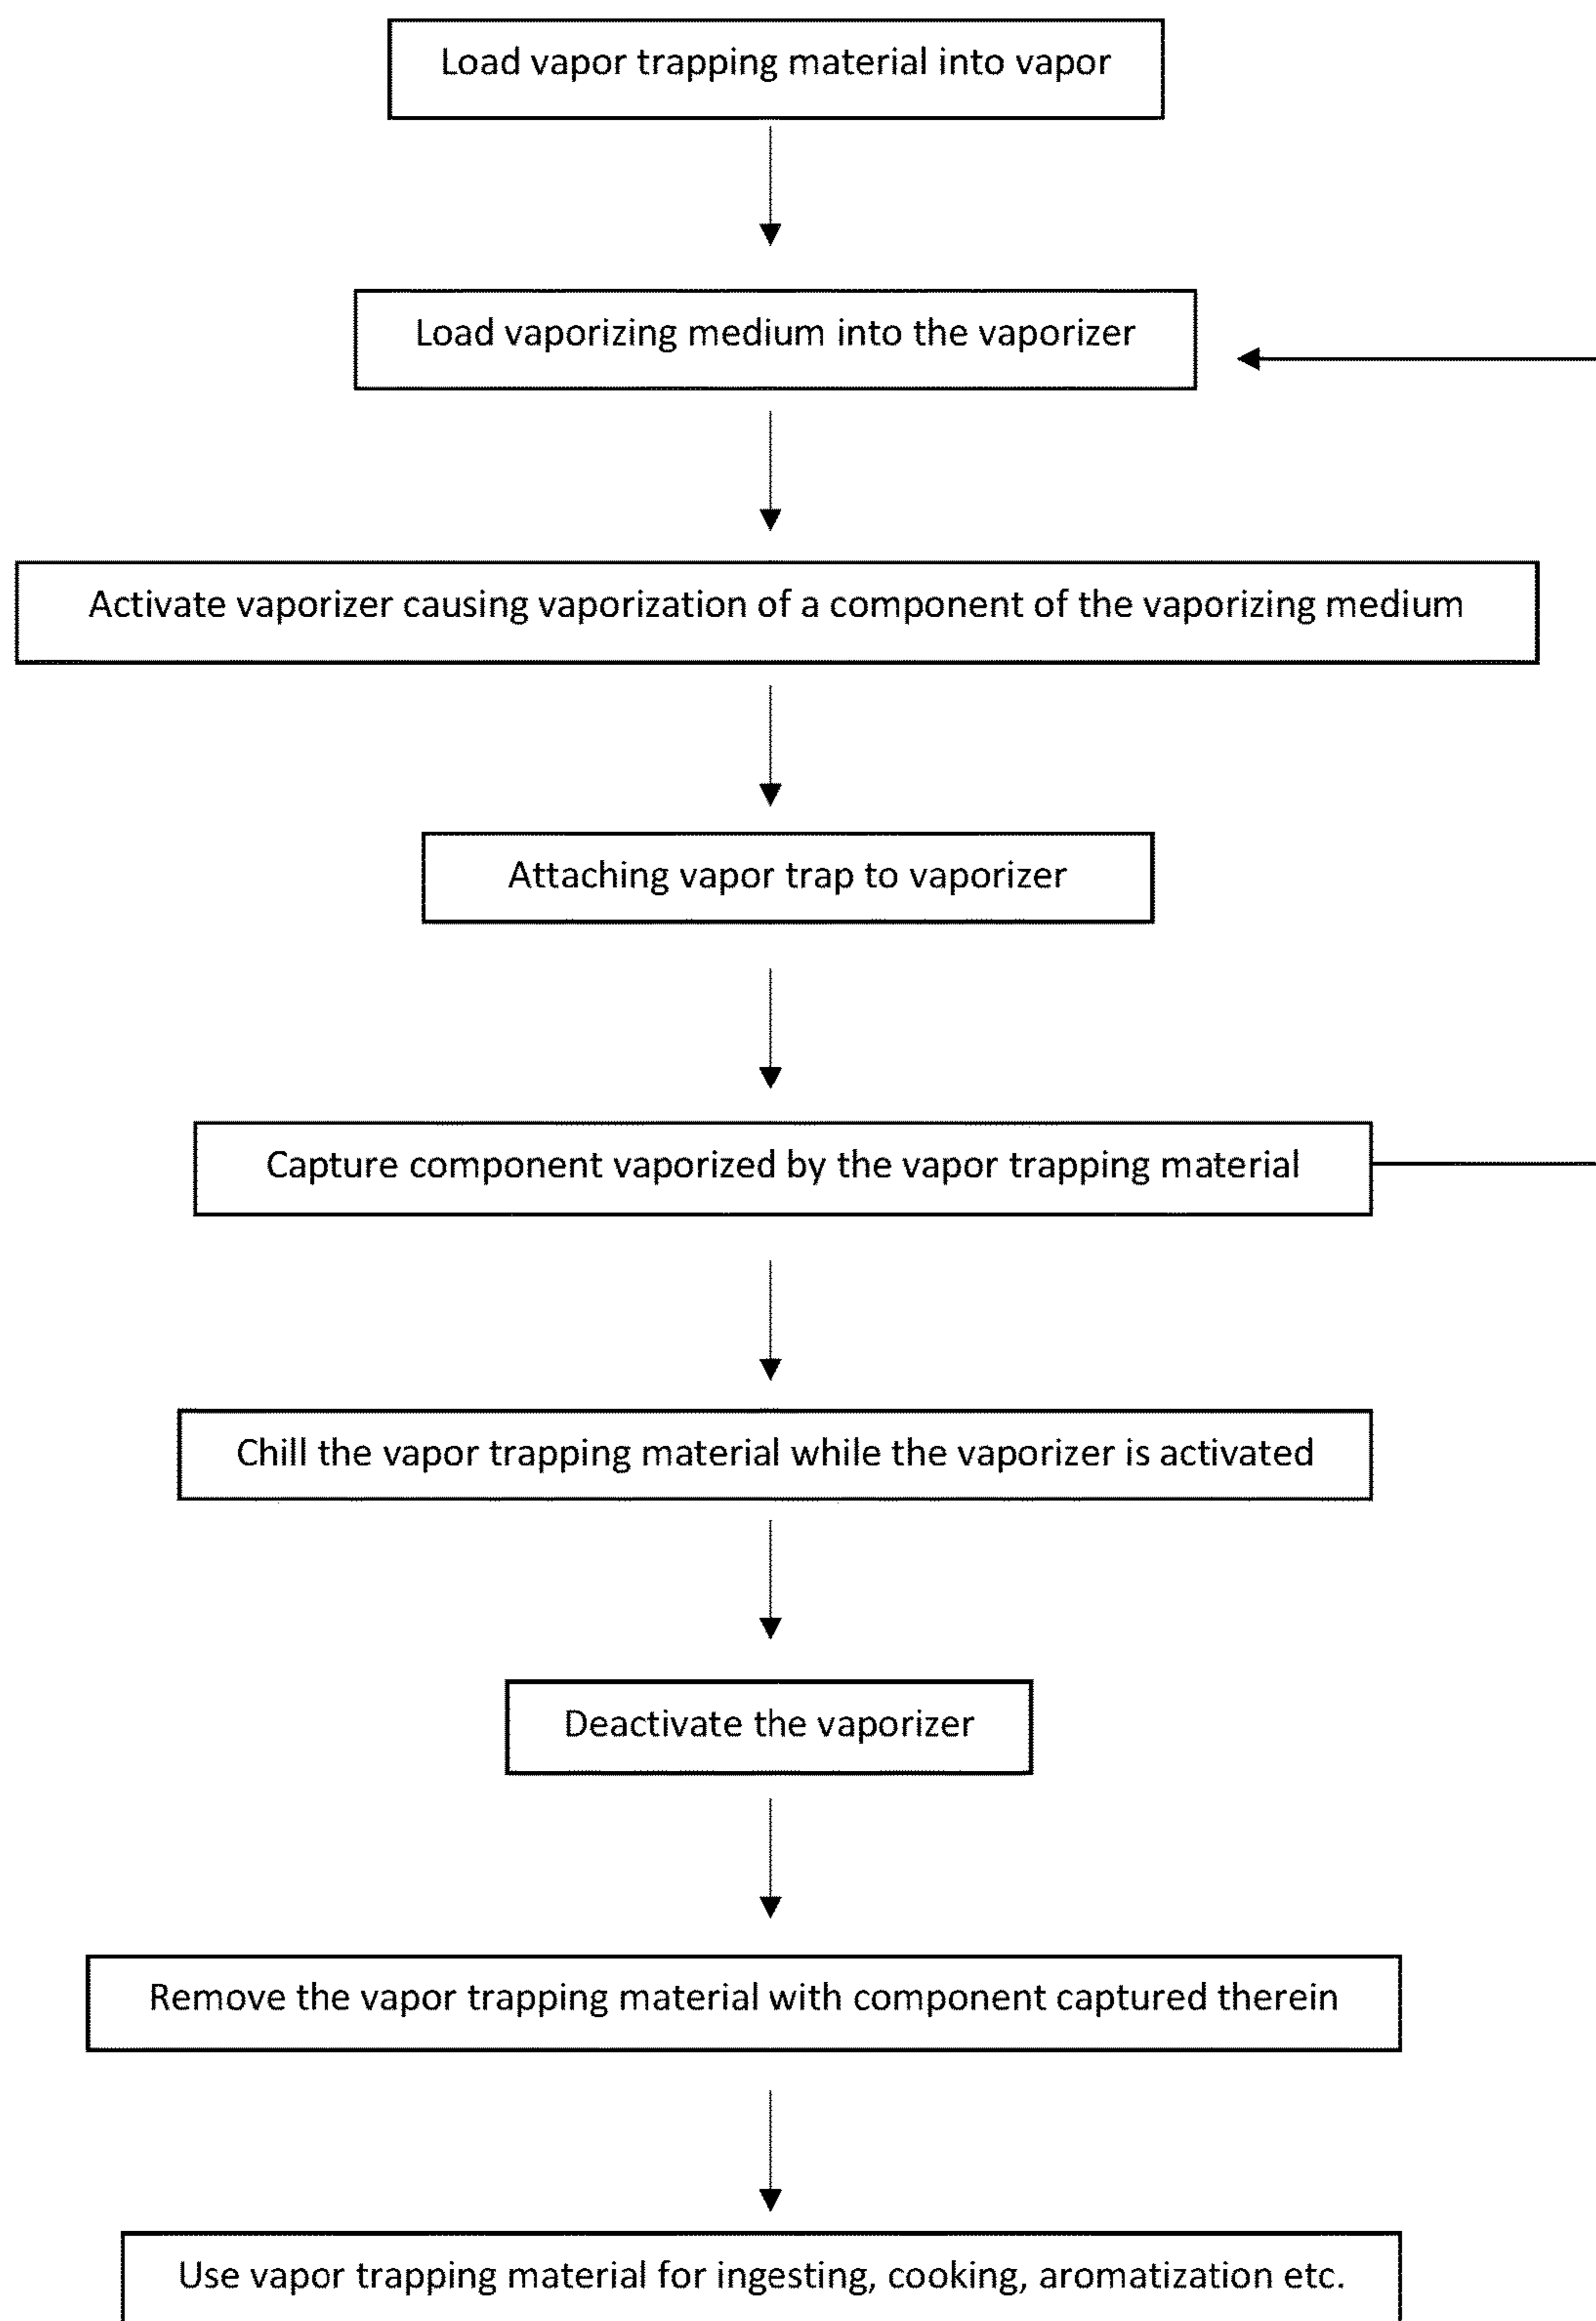 Load vapor trapping material into vapor
Load vaporizing medium into the vaporizer
Activate vaporizer causing vaporization of a component of the vaporizing medium
Attaching vapor trap to vaporizer
Capture component vaporized by the vapor trapping material
Chill the vapor trapping material while the vaporizer is activated
Deactivate the vaporizer
Remove the vapor trapping material with component captured therein
Use vapor trapping material for ingesting, cooking, aromatization etc.